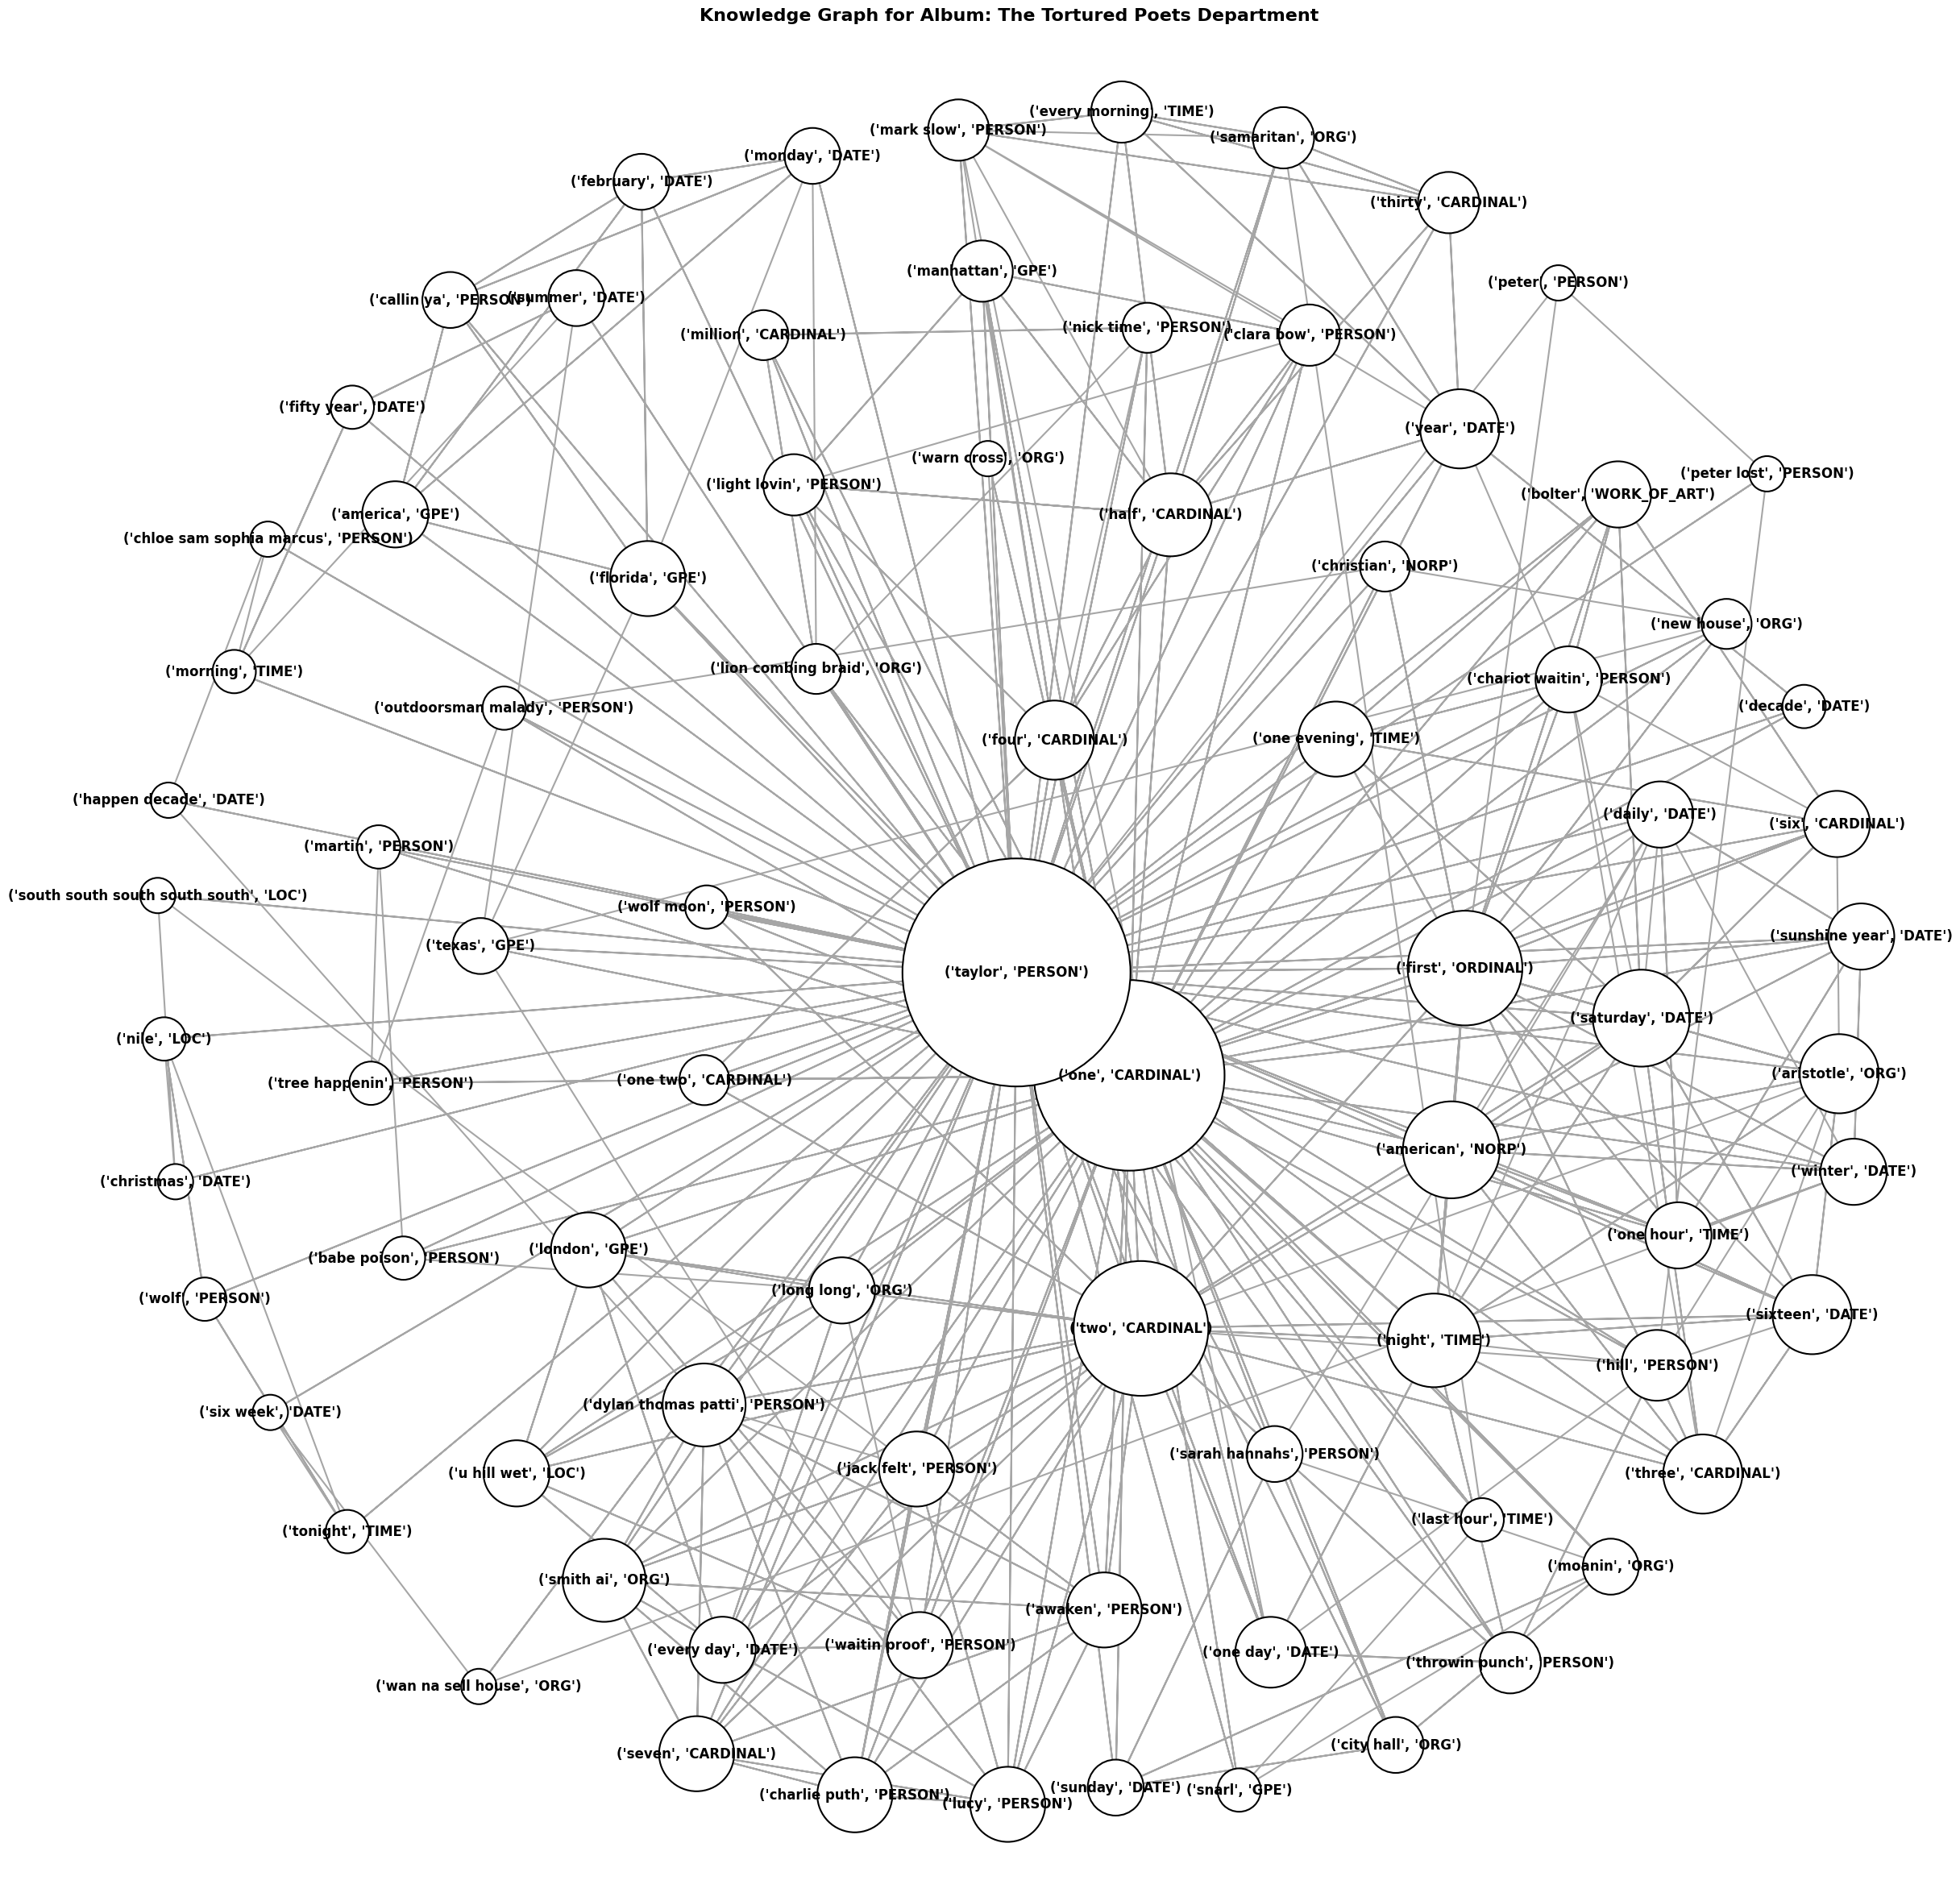 Knowledge Graph for Album: The Tortured Poets Department
('every morning', 'TIME')
('mark slow', 'PERSON')
('samaritan', 'ORG')
('monday', 'DATE')
('february', 'DATE')
('thirty', 'CARDINAL')
('manhattan', 'GPE')
('peter', 'PERSON')
('callin ya', 'PERSON')
('summer', 'DATE')
('nick time', 'PERSON')
('million', 'CARDINAL')
('clara bow', 'PERSON')
('fifty year', 'DATE')
('year', 'DATE')
('warn cross', 'ORG')
('peter lost', 'PERSON')
('light lovin', 'PERSON')
('bolter', 'WORK_OF_ART')
('america', 'GPE')
('half', 'CARDINAL')
('chloe sam sophia marcus', 'PERSON')
('christian', 'NORP')
('florida', 'GPE')
('new house', 'ORG')
('lion combing braid', 'ORG')
('morning', 'TIME')
('chariot waitin', 'PERSON')
('outdoorsman malady', 'PERSON')
('decade', 'DATE')
('four', 'CARDINAL')
('one evening', 'TIME')
('happen decade', 'DATE')
('daily', 'DATE')
('six', 'CARDINAL')
('martin', 'PERSON')
('south south south south south', 'LOC')
('wolf moon', 'PERSON')
('sunshine year', 'DATE')
('texas', 'GPE')
('taylor', 'PERSON')
('first', 'ORDINAL')
('saturday', 'DATE')
('nile', 'LOC')
('one', 'CARDINAL')
('aristotle', 'ORG')
('tree happenin', 'PERSON')
('one two', 'CARDINAL')
('american', 'NORP')
('winter', 'DATE')
('christmas', 'DATE')
('one hour', 'TIME')
('london', 'GPE')
('babe poison', 'PERSON')
('long long', 'ORG')
('wolf', 'PERSON')
('sixteen', 'DATE')
('two', 'CARDINAL')
('night', 'TIME')
('hill', 'PERSON')
('dylan thomas patti', 'PERSON')
('six week', 'DATE')
('sarah hannahs', 'PERSON')
('jack felt', 'PERSON')
('u hill wet', 'LOC')
('three', 'CARDINAL')
('last hour', 'TIME')
('tonight', 'TIME')
('moanin', 'ORG')
('smith ai', 'ORG')
('awaken', 'PERSON')
('every day', 'DATE')
('waitin proof', 'PERSON')
('one day', 'DATE')
('throwin punch', 'PERSON')
('wan na sell house', 'ORG')
('city hall', 'ORG')
('seven', 'CARDINAL')
('sunday', 'DATE')
('snarl', 'GPE')
('charlie puth', 'PERSON')
('lucy', 'PERSON')